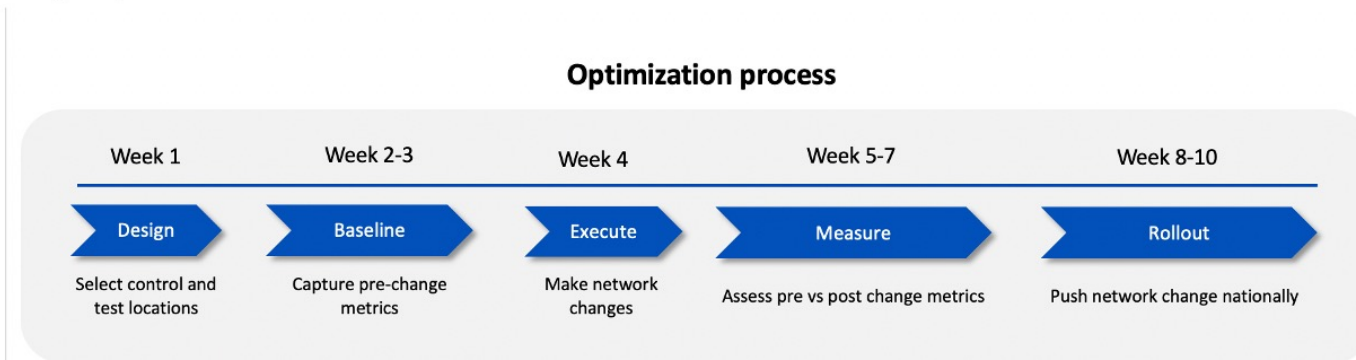 Optimization process
Week 1
Week 2-3
Week 4
Week 5-7
Week 8-10
Design
Baseline
Execute
Measure
Rollout
Select control and
test locations
Capture pre-change
metrics
Make network
changes
Assess pre vs post change metrics
Push network change nationally